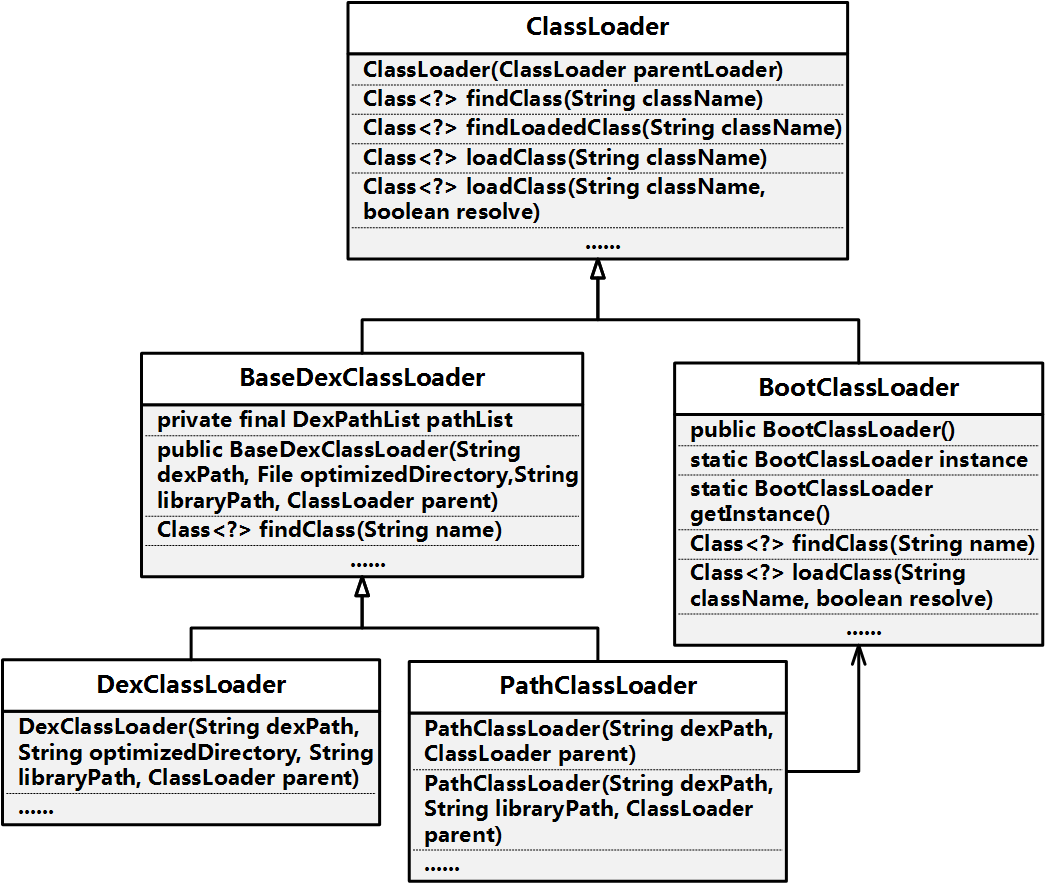 ClassLoader
ClassLoader(ClassLoader parentLoader)
Class<?> findClass(String className)
Class<?> findLoadedClass(String className)
Class<?> loadClass(String className)
Class<?> loadClass(String className,
boolean resolve)
......
BaseDexClassLoader
private final DexPathList pathList
public BaseDexClassLoader(String
dexPath, File optimizedDirectory,String
libraryPath, ClassLoader parent)
Class<?> findClass(String name)
......
BootClassLoader
public BootClassLoader()
static BootClassLoader instance
static BootClassLoader
getInstance()
Class<?> findClass(String name)
Class<?> loadClass(String
className, boolean resolve)
......
DexClassLoader
DexClassLoader(String dexPath,
String optimizedDirectory, String
libraryPath, ClassLoader parent)
......
PathClassLoader
PathClassLoader(String dexPath,
ClassLoader parent)
PathClassLoader(String dexPath,
String libraryPath, ClassLoader
parent)
......